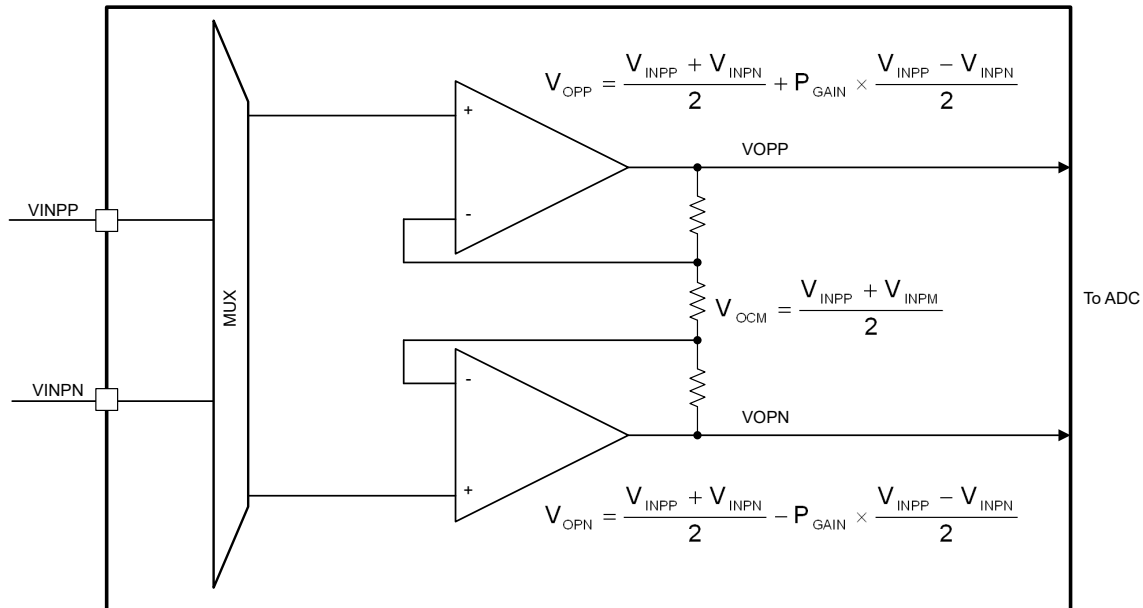 V_OPP = (V_INPP + V_INPN)/2 + P_GAIN × (V_INPP − V_INPN)/2
+
VOPP
-
VINPP
MUX
V_OCM = (V_INPP + V_INPM)/2
To ADC
VINPN
-
VOPN
+
V_OPN = (V_INPP + V_INPN)/2 − P_GAIN × (V_INPP − V_INPN)/2